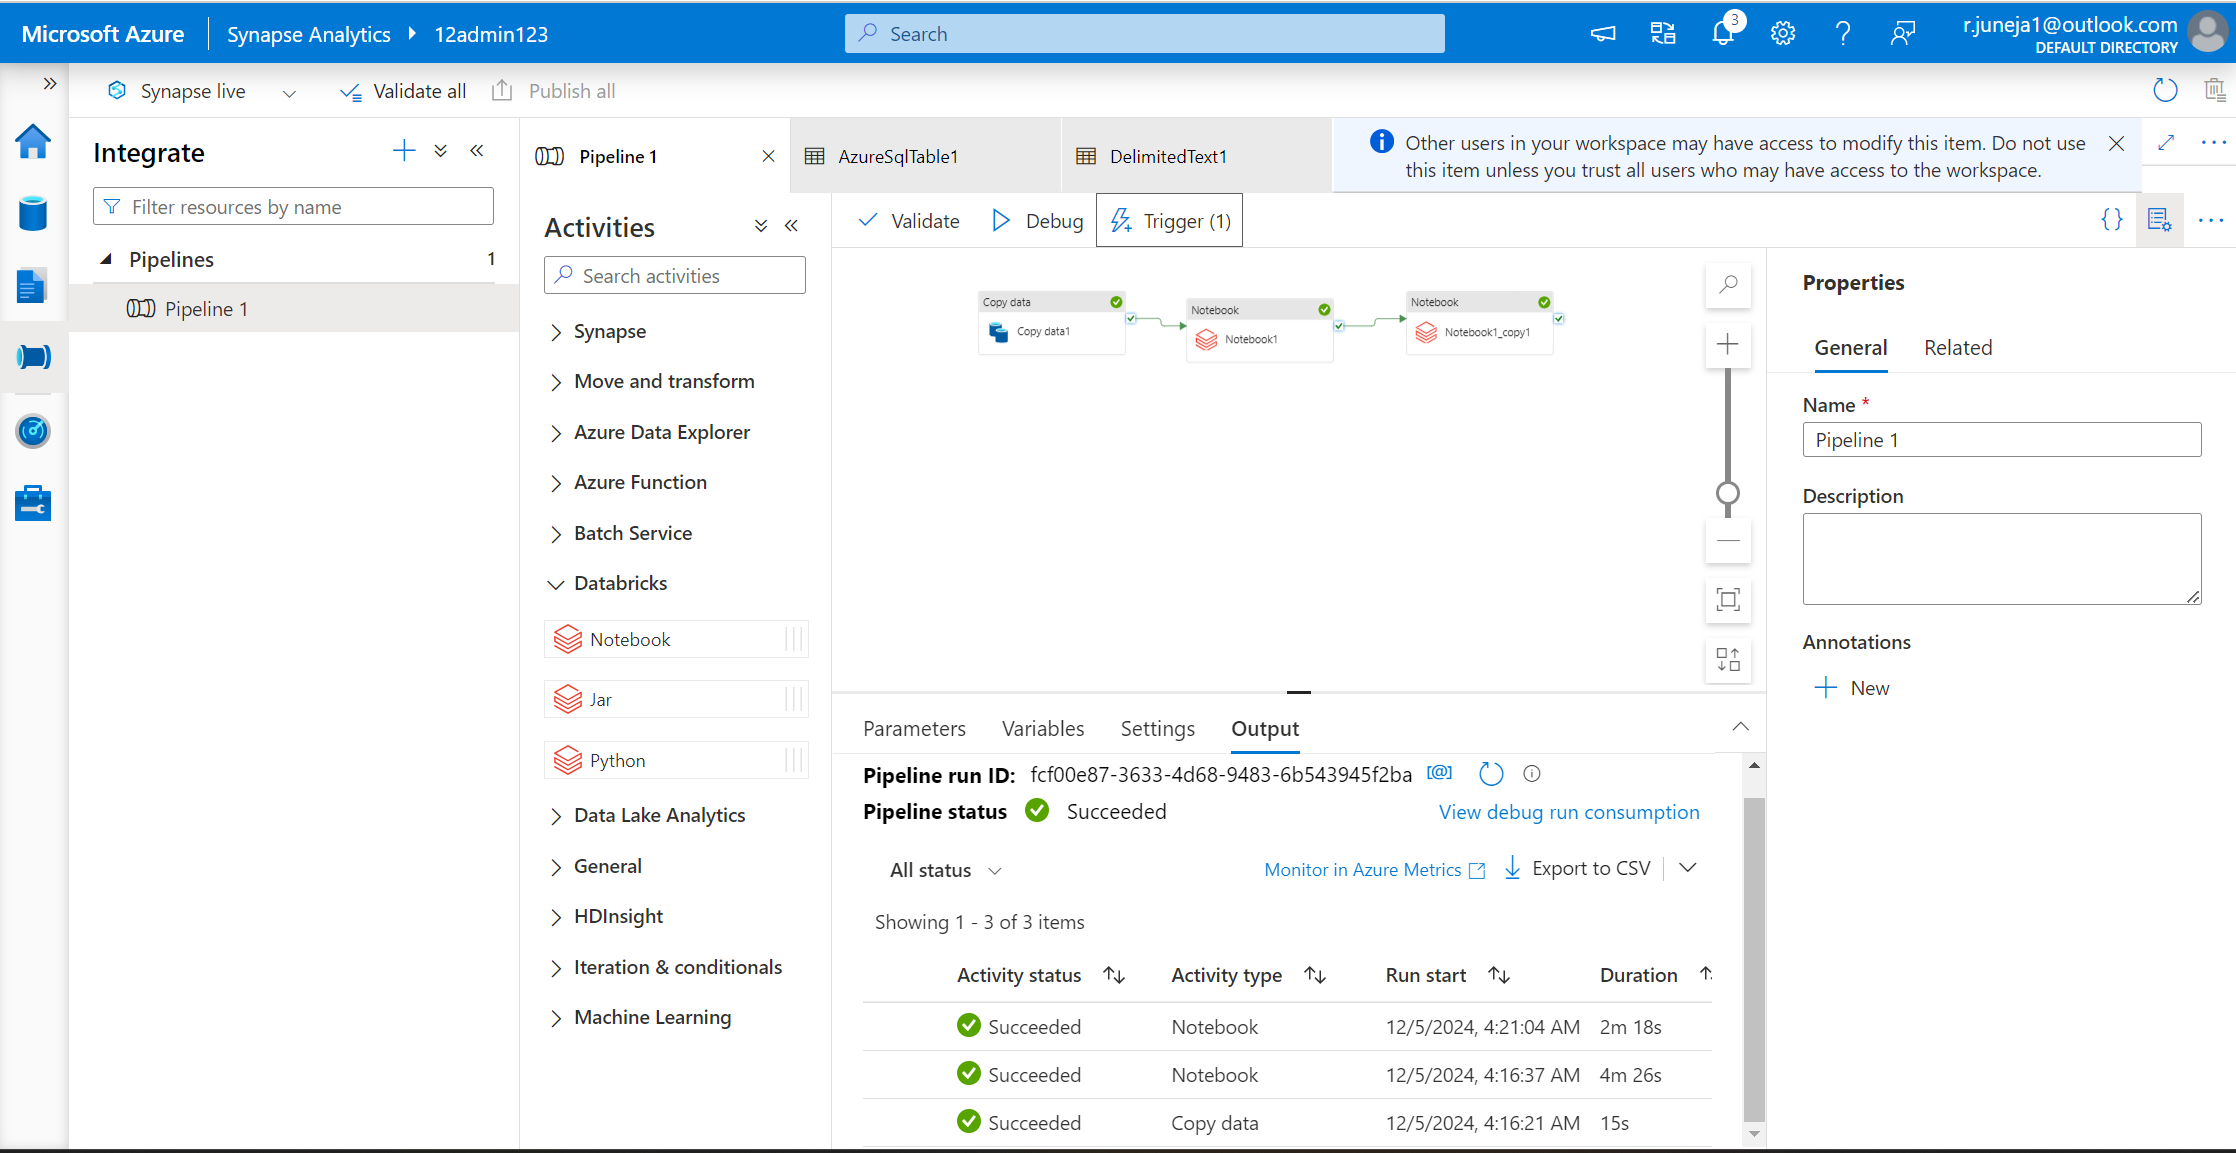 Microsoft Azure
Synapse Analytics
12admin123
Search
3
r.juneja1@outlook.com
DEFAULT DIRECTORY
Synapse live
Validate all
Publish all
Integrate
Filter resources by name
Pipelines 1
Pipeline 1
Pipeline 1
AzureSqlTable1
DelimitedText1
Other users in your workspace may have access to modify this item. Do not use
this item unless you trust all users who may have access to the workspace.
Activities
Search activities
Synapse
Move and transform
Azure Data Explorer
Azure Function
Batch Service
Databricks
Notebook
Jar
Python
Data Lake Analytics
General
HDInsight
Iteration & conditionals
Machine Learning
Validate
Debug
Trigger (1)
Copy data
Copy data1
Notebook
Notebook1
Notebook
Notebook1_copy1
Parameters
Variables
Settings
Output
Pipeline run ID: fcf00e87-3633-4d68-9483-6b543945f2ba
Pipeline status Succeeded
View debug run consumption
All status
Monitor in Azure Metrics
Export to CSV
Showing 1 - 3 of 3 items
Activity status Activity type Run start Duration
Succeeded Notebook 12/5/2024, 4:21:04 AM 2m 18s
Succeeded Notebook 12/5/2024, 4:16:37 AM 4m 26s
Succeeded Copy data 12/5/2024, 4:16:21 AM 15s
Properties
General
Related
Name *
Pipeline 1
Description
Annotations
New